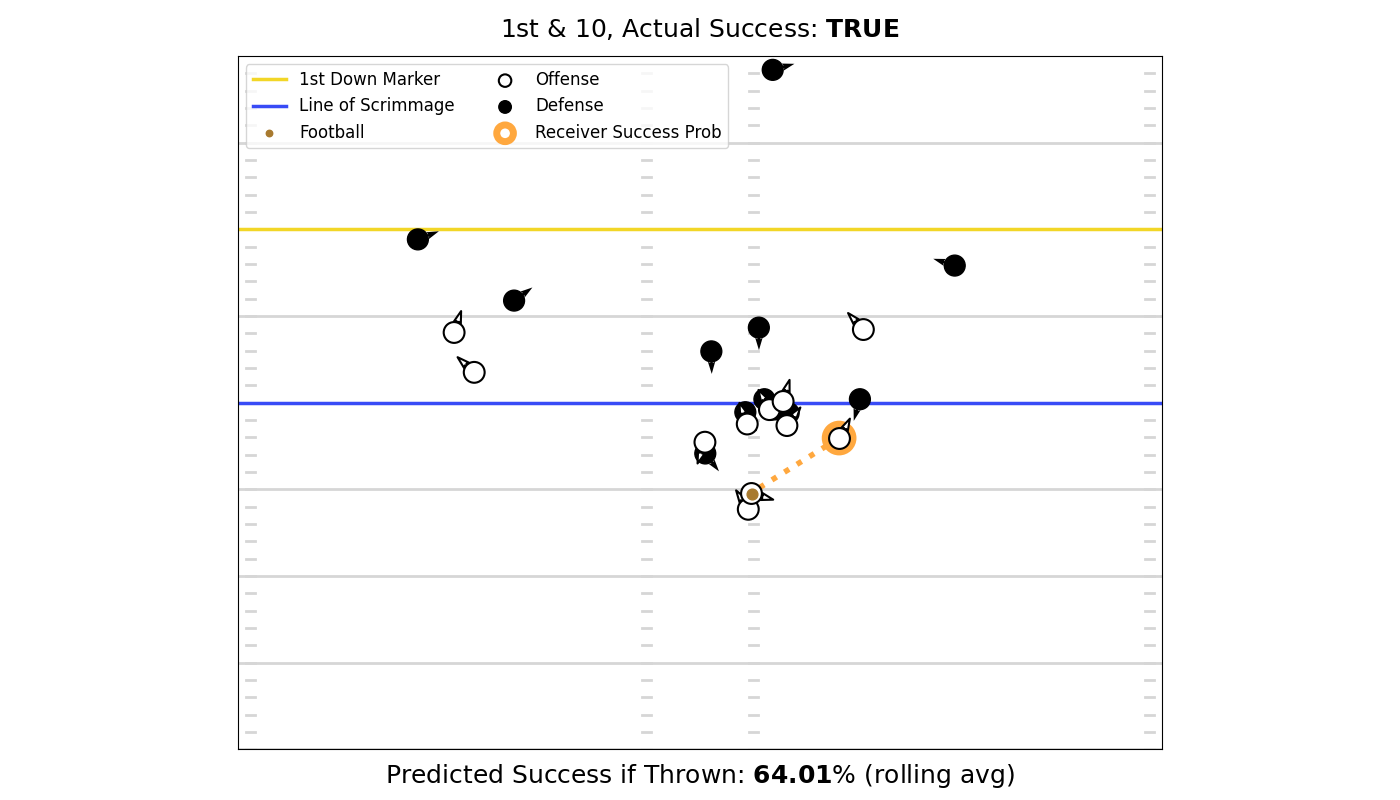 1st & 10, Actual Success: TRUE
1st Down Marker
Line of Scrimmage
Football
Offense
Defense
Receiver Success Prob
Predicted Success if Thrown: 64.01% (rolling avg)